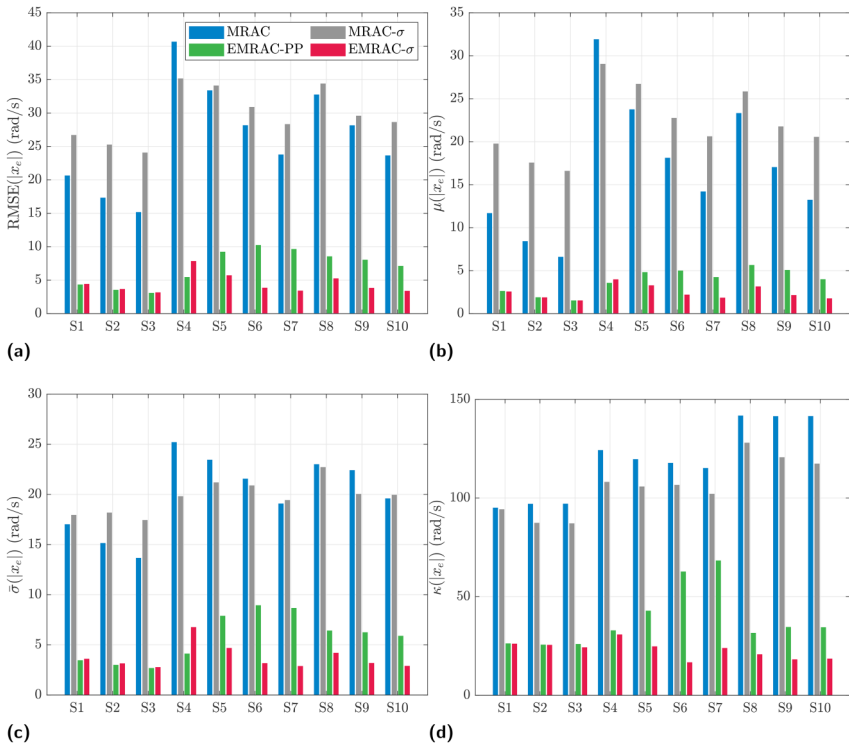 MRAC MRAC-σ
EMRAC-PP EMRAC-σ
RMSE(|xₑ|) (rad/s)
45
40
35
30
25
20
15
10
5
0
S1 S2 S3 S4 S5 S6 S7 S8 S9 S10
(a)
μ(|xₑ|) (rad/s)
35
30
25
20
15
10
5
0
S1 S2 S3 S4 S5 S6 S7 S8 S9 S10
(b)
σ̄(|xₑ|) (rad/s)
30
25
20
15
10
5
0
S1 S2 S3 S4 S5 S6 S7 S8 S9 S10
(c)
κ(|xₑ|) (rad/s)
150
100
50
0
S1 S2 S3 S4 S5 S6 S7 S8 S9 S10
(d)